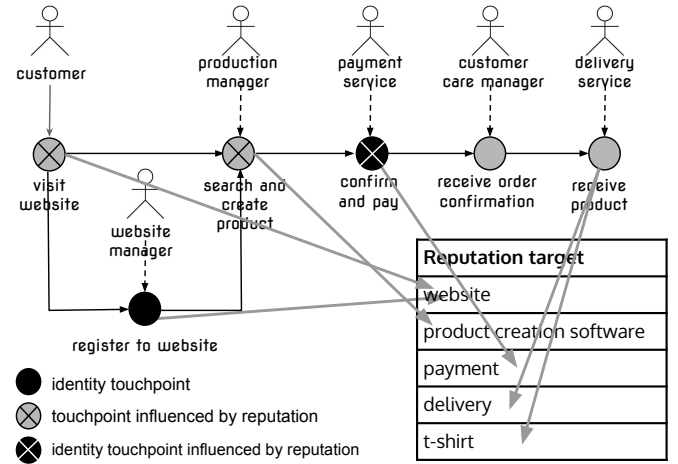 customer
production
manager
payment
service
customer
care manager
delivery
service
visit
website
search and
create
product
confirm
and pay
receive order
confirmation
receive
product
website
manager
register to website
Reputation target
website
product creation software
payment
delivery
t-shirt
identity touchpoint
touchpoint influenced by reputation
identity touchpoint influenced by reputation